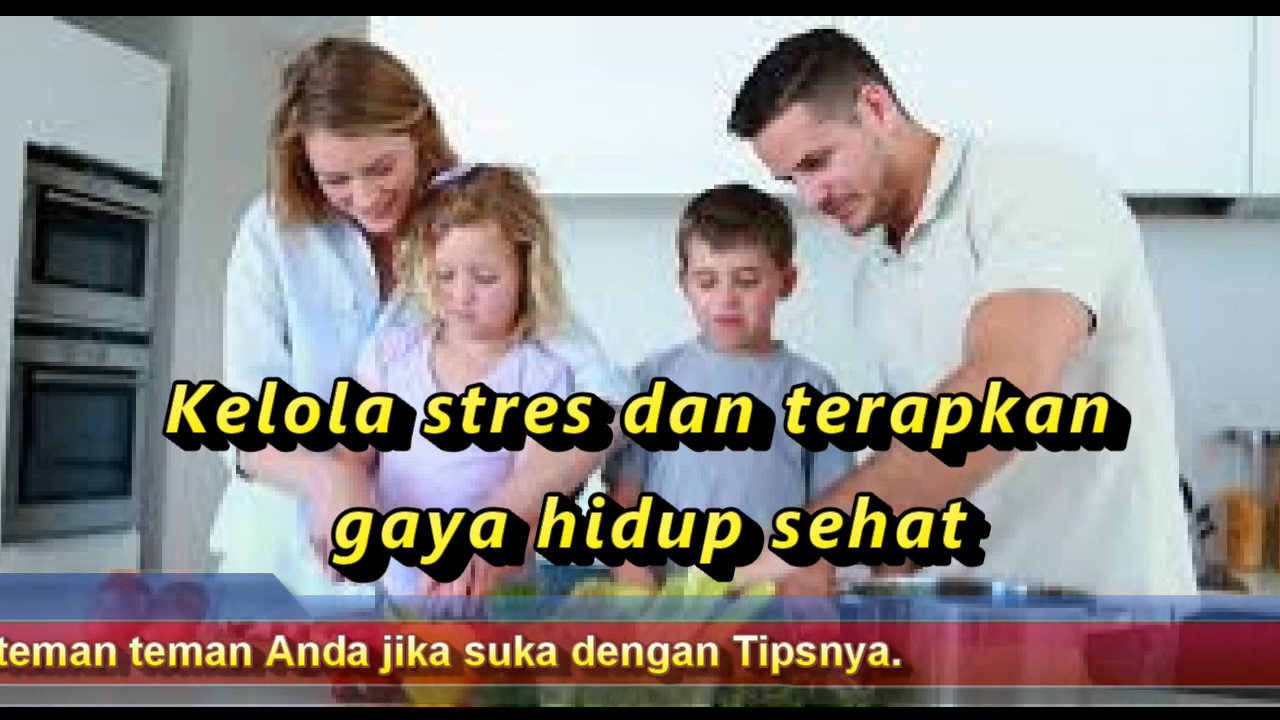 Kelola stres dan terapkan
gaya hidup sehat
teman teman Anda jika suka dengan Tipsnya.